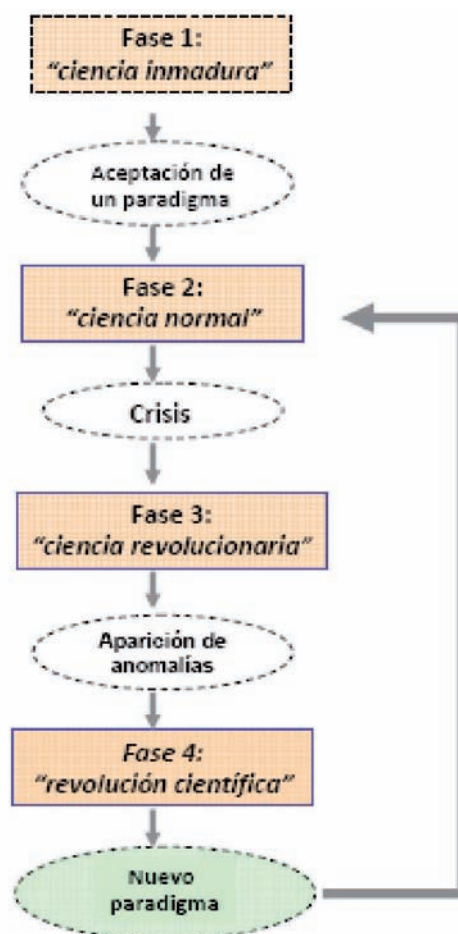 Fase 1:
“ciencia inmadura”
Aceptación de
un paradigma
Fase 2:
“ciencia normal”
Crisis
Fase 3:
“ciencia revolucionaria”
Aparición de
anomalías
Fase 4:
“revolución científica”
Nuevo
paradigma